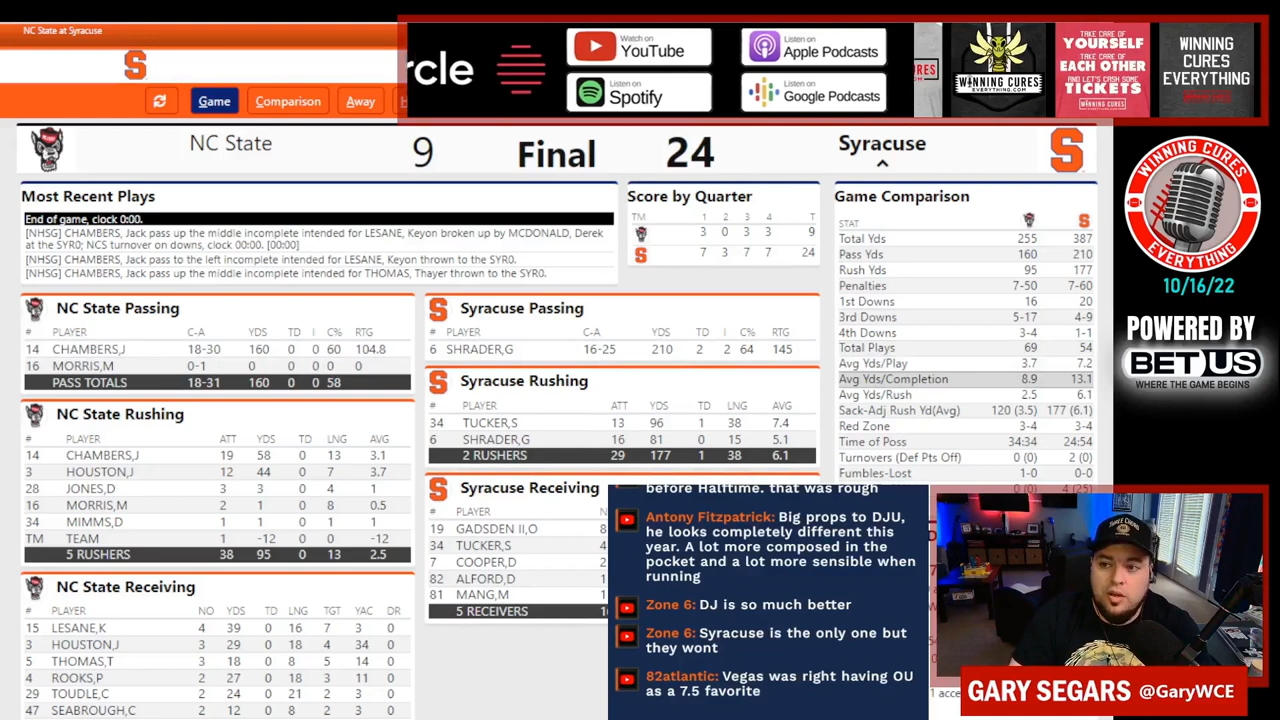 NC State at Syracuse
rcle
Watch on
YouTube
Listen on
Spotify
Listen on
Apple Podcasts
Listen on
Google Podcasts
WINNING CURES
EVERYTHING.COM
TAKE CARE OF
YOURSELF
TAKE CARE OF
EACH OTHER
AND LET'S CASH SOME
TICKETS
WINNING CURES
WINNING
CURES
EVERYTHING
Game
Comparison
Away
NC State 9 Final 24 Syracuse
Most Recent Plays
End of game, clock 0:00.
[NHSG] CHAMBERS, Jack pass up the middle incomplete intended for LESANE, Keyon broken up by MCDONALD, Derek
at the SYR0; NCS turnover on downs, clock 00:00. [00:00]
[NHSG] CHAMBERS, Jack pass to the left incomplete intended for LESANE, Keyon thrown to the SYR0.
[NHSG] CHAMBERS, Jack pass up the middle incomplete intended for THOMAS, Thayer thrown to the SYR0.
Score by Quarter
TM 1 2 3 4 T
3 0 3 3 9
7 3 7 7 24
Game Comparison
STAT
Total Yds 255 387
Pass Yds 160 210
Rush Yds 95 177
Penalties 7-50 7-60
1st Downs 16 20
3rd Downs 5-17 4-9
4th Downs 3-4 1-1
Total Plays 69 54
Avg Yds/Play 3.7 7.2
Avg Yds/Completion 8.9 13.1
Avg Yds/Rush 2.5 6.1
Sack-Adj Rush Yd(Avg) 120 (3.5) 177 (6.1)
Red Zone 3-4 3-4
Time of Poss 34:34 24:54
Turnovers (Def Pts Off) 0 (0) 2 (0)
Fumbles-Lost 1-0 0-0
NC State Passing
# PLAYER C-A YDS TD I C% RTG
14 CHAMBERS,J 18-30 160 0 0 60 104.8
16 MORRIS,M 0-1 0 0 0 0 0
PASS TOTALS 18-31 160 0 0 58
NC State Rushing
# PLAYER ATT YDS TD LNG AVG
14 CHAMBERS,J 19 58 0 13 3.1
3 HOUSTON,J 12 44 0 13 3.7
28 JONES,D 3 3 0 4 1
16 MORRIS,M 2 1 0 8 0.5
34 MIMMS,D 1 1 0 1 1
TM TEAM 1 -12 0 0 -12
5 RUSHERS 38 95 0 13 2.5
NC State Receiving
# PLAYER NO YDS TD LNG TGT YAC DR
15 LESANE,K 4 39 0 16 7 3 0
3 HOUSTON,J 3 29 0 18 4 34 0
5 THOMAS,T 3 18 0 8 5 14 0
4 ROOKS,P 2 27 0 18 3 11 0
29 TOUDLE,C 2 24 0 21 2 3 0
47 SEABROUGH,C 2 12 0 8 2 3 0
Syracuse Passing
# PLAYER C-A YDS TD I C% RTG
6 SHRADER,G 16-25 210 2 2 64 145
Syracuse Rushing
# PLAYER ATT YDS TD LNG AVG
34 TUCKER,S 13 96 1 38 7.4
6 SHRADER,G 16 81 0 15 5.1
2 RUSHERS 29 177 1 38 6.1
Syracuse Receiving
# PLAYER
19 GADSDEN II,O 8
34 TUCKER,S 4
7 COOPER,D
82 ALFORD,D 1
81 MANG,M 1
5 RECEIVERS
before Halftime. that was rough
Antony Fitzpatrick: Big props to DJU,
he looks completely different this
year. A lot more composed in the
pocket and a lot more sensible when
running
Zone 6: DJ is so much better
Zone 6: Syracuse is the only one but
they wont
82atlantic: Vegas was right having OU
as a 7.5 favorite
WINNING CURES
EVERYTHING
10/16/22
POWERED BY
BETUS
WHERE THE GAME BEGINS
GARY SEGARS @GaryWCE